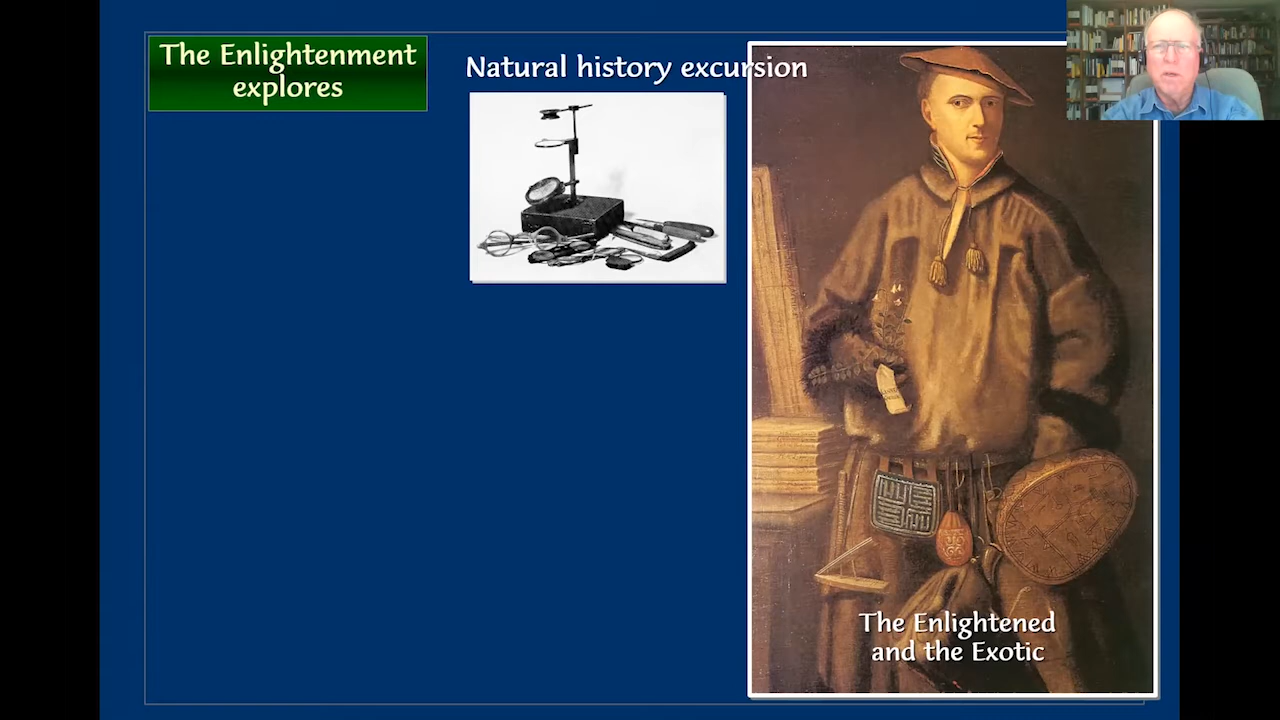 The Enlightenment
explores
Natural history excursion
The Enlightened
and the Exotic